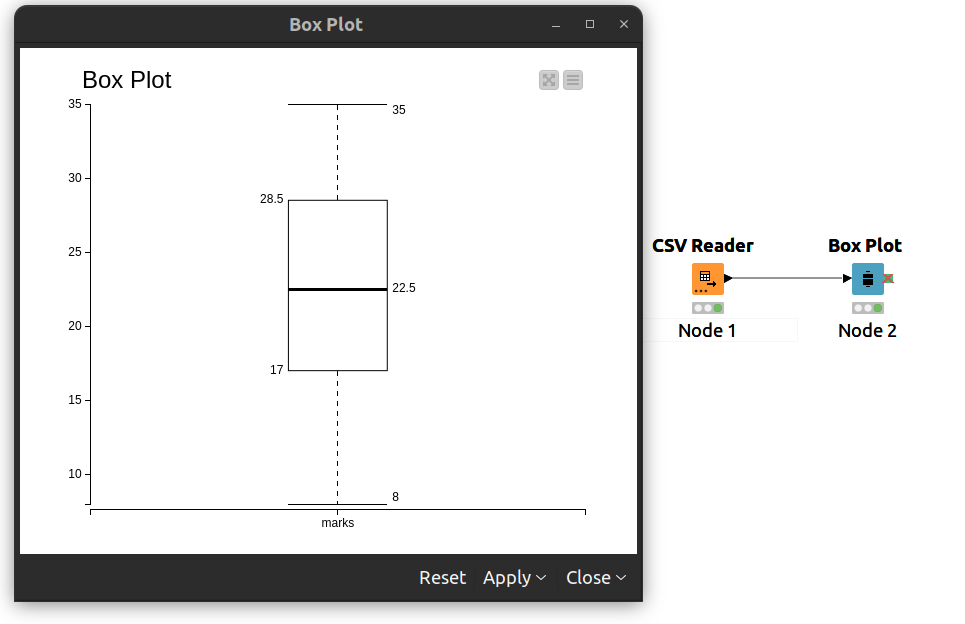 Box Plot
Box Plot
35
30
25
20
15
10
35
28.5
22.5
17
8
marks
Reset Apply Close
CSV Reader
Node 1
Box Plot
Node 2